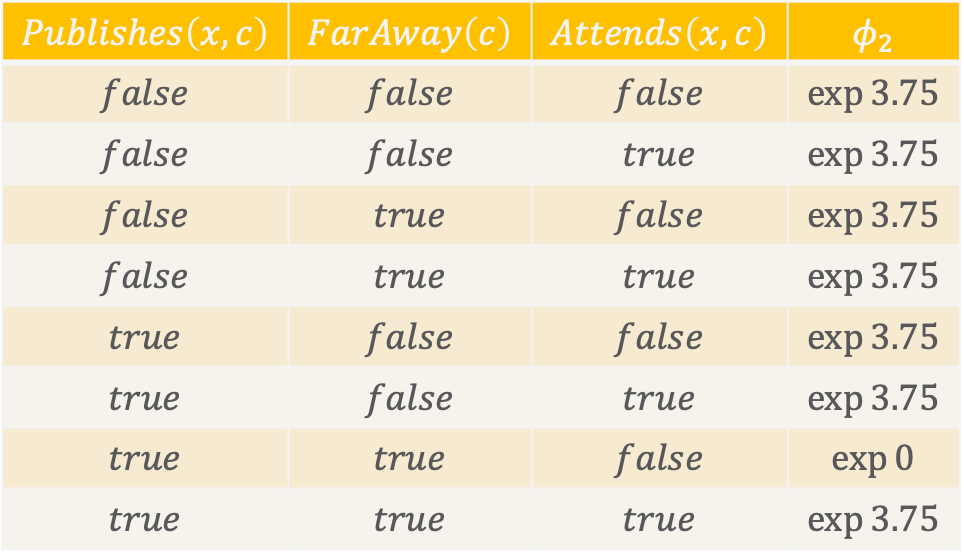 Publishes(x, c) FarAway(c) Attends(x, c) ϕ₂
false false false exp 3.75
false false true exp 3.75
false true false exp 3.75
false true true exp 3.75
true false false exp 3.75
true false true exp 3.75
true true false exp 0
true true true exp 3.75